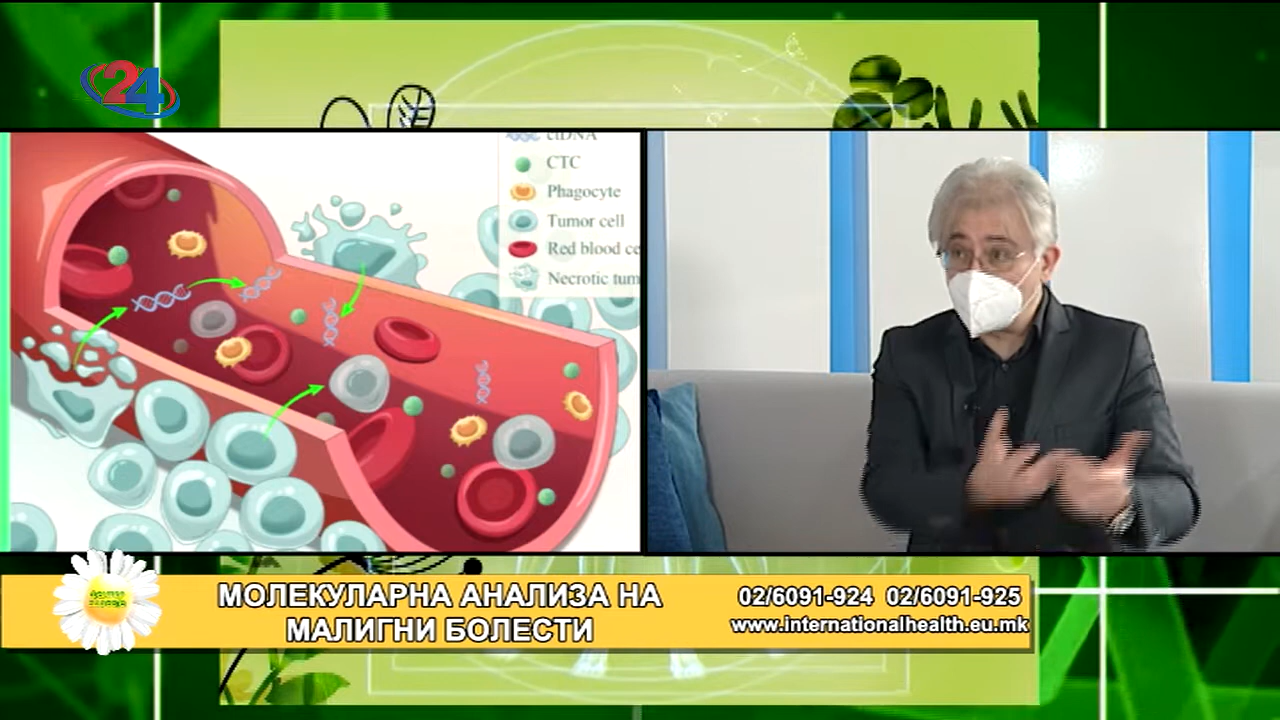 24
ctDNA
CTC
Phagocyte
Tumor cell
Red blood ce
Necrotic tum
МОЛЕКУЛАРНА АНАЛИЗА НА
МАЛИГНИ БОЛЕСТИ
02/6091-924 02/6091-925
www.internationalhealth.eu.mk